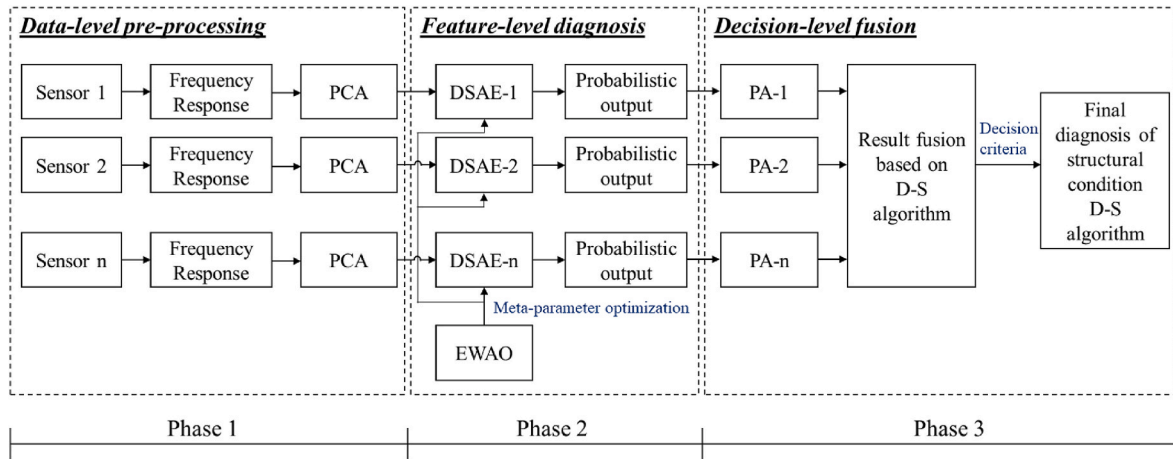 Data-level pre-processing
Feature-level diagnosis
Decision-level fusion
Sensor 1
Frequency
Response
PCA
DSAE-1
Probabilistic
output
PA-1
Sensor 2
Frequency
Response
PCA
DSAE-2
Probabilistic
output
PA-2
Sensor n
Frequency
Response
PCA
DSAE-n
Probabilistic
output
PA-n
Result fusion
based on
D-S
algorithm
Decision
criteria
Final
diagnosis of
structural
condition
D-S
algorithm
Meta-parameter optimization
EWAO
Phase 1
Phase 2
Phase 3